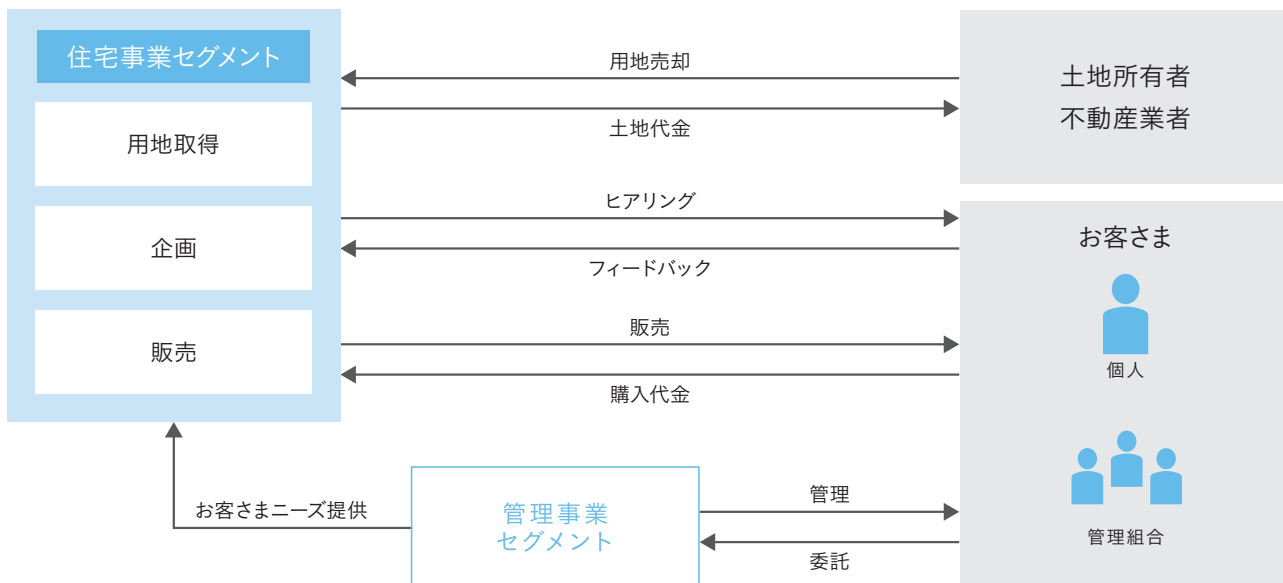 住宅事業セグメント
用地取得
企画
販売
用地売却
土地代金
土地所有者
不動産業者
ヒアリング
フィードバック
販売
購入代金
お客さま
個人
管理組合
お客さまニーズ提供
管理事業
セグメント
管理
委託